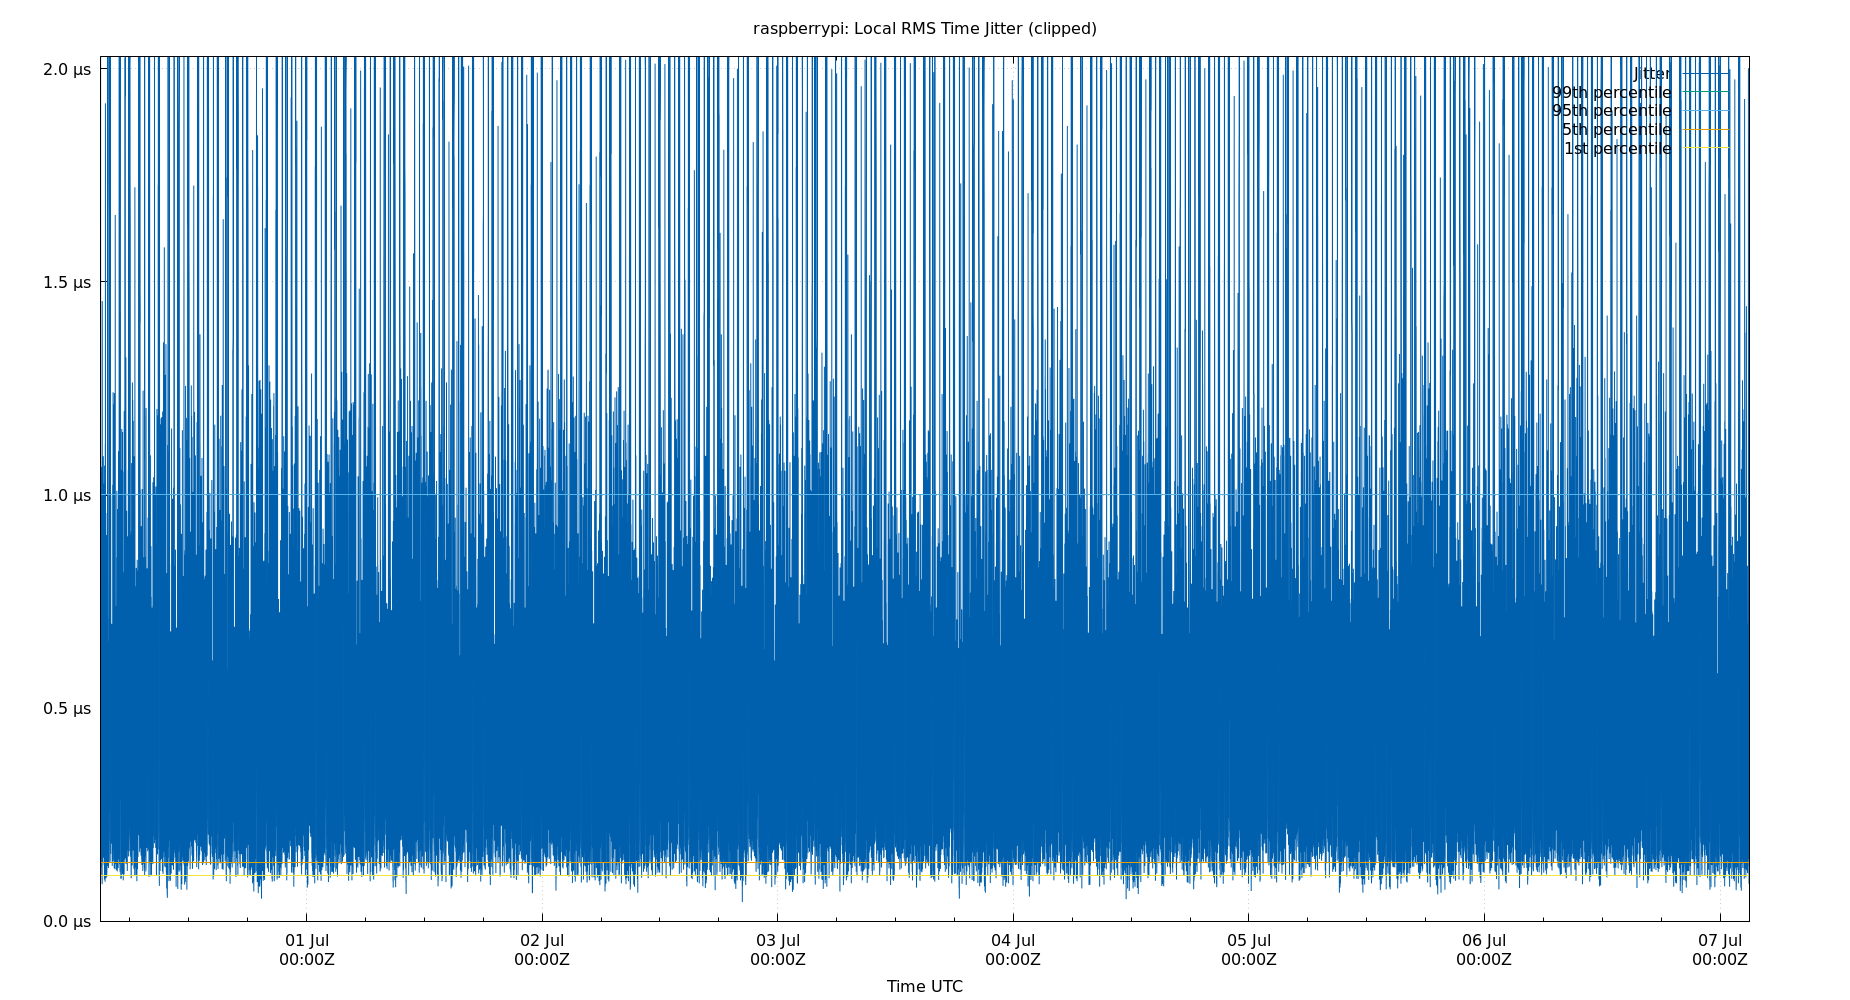 raspberrypi: Local RMS Time Jitter (clipped)
2.0 µs
1.5 µs
1.0 µs
0.5 µs
0.0 µs
Jitter
99th percentile
95th percentile
5th percentile
1st percentile
01 Jul 02 Jul 03 Jul 04 Jul 05 Jul 06 Jul 07 Jul
00:00Z 00:00Z 00:00Z 00:00Z 00:00Z 00:00Z 00:00Z
Time UTC